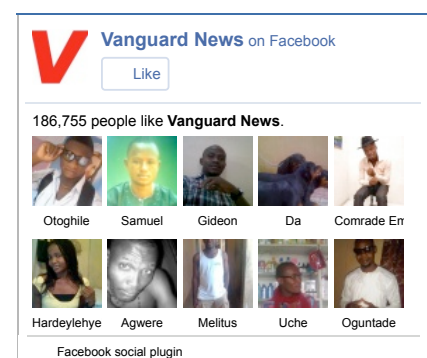 Vanguard News on Facebook
Like
186,755 people like Vanguard News.
Otoghile Samuel Gideon Da Comrade Em
Hardeylehye Agwere Melitus Uche Oguntade
Facebook social plugin